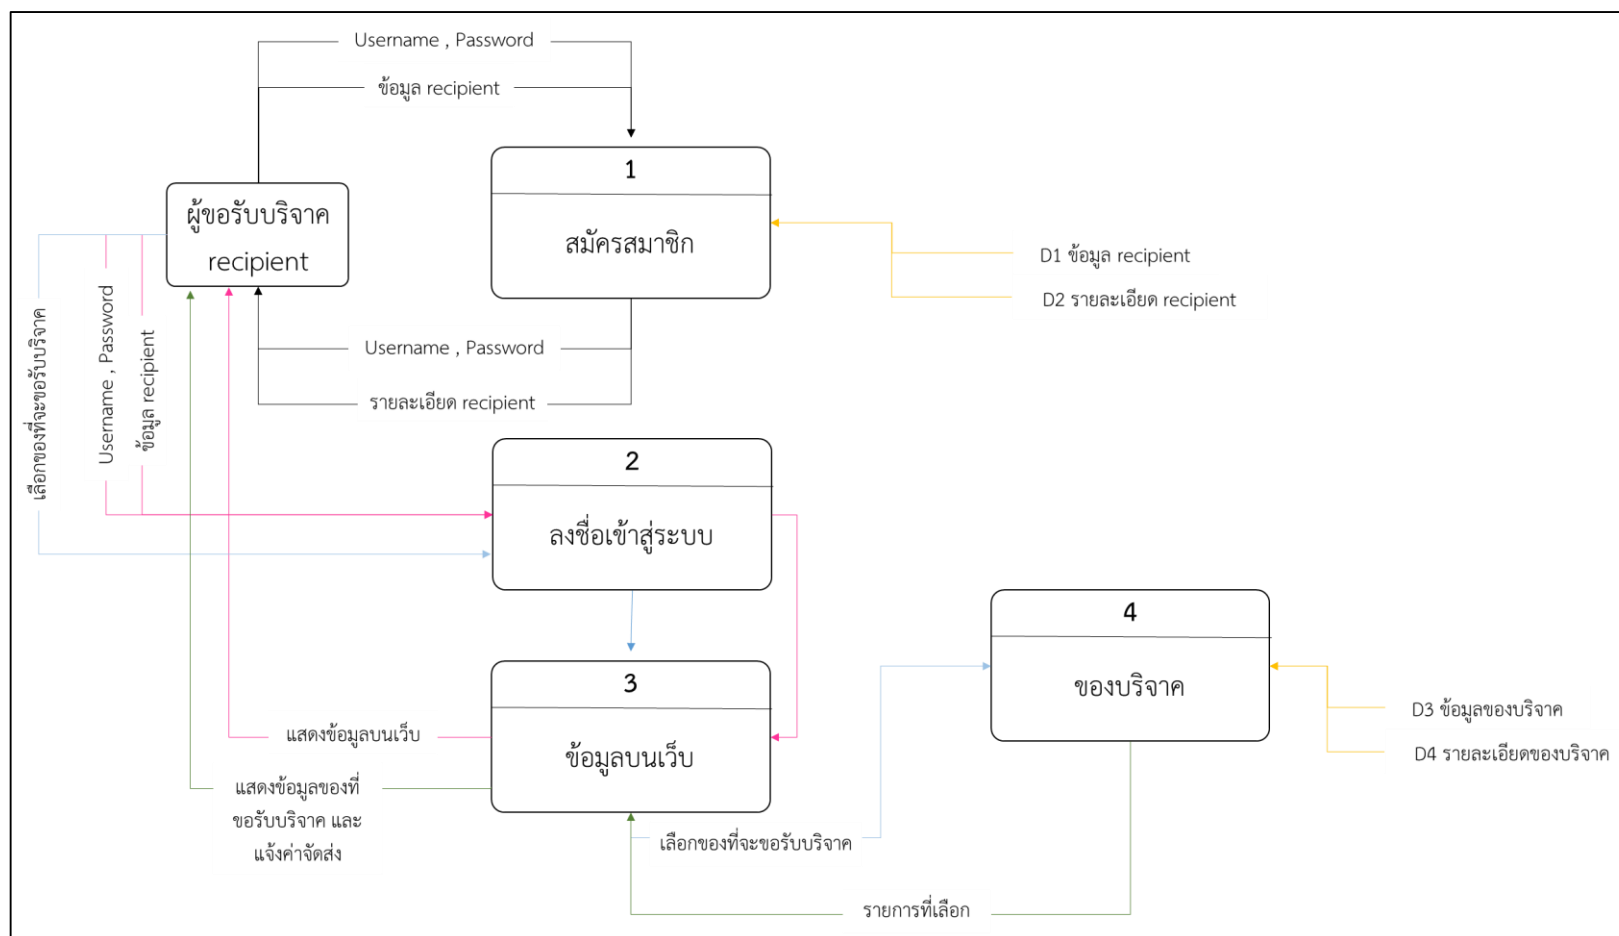 Username , Password
ข้อมูล recipient
1
สมัครสมาชิก
ผู้ขอรับบริจาค
recipient
D1 ข้อมูล recipient
D2 รายละเอียด recipient
Username , Password
รายละเอียด recipient
เลือกของที่จะขอรับบริจาค
Username , Password
ข้อมูล recipient
2
ลงชื่อเข้าสู่ระบบ
3
ข้อมูลบนเว็บ
4
ของบริจาค
D3 ข้อมูลของบริจาค
D4 รายละเอียดของบริจาค
แสดงข้อมูลบนเว็บ
แสดงข้อมูลของที่
ขอรับบริจาค และ
แจ้งค่าจัดส่ง
เลือกของที่จะขอรับบริจาค
รายการที่เลือก